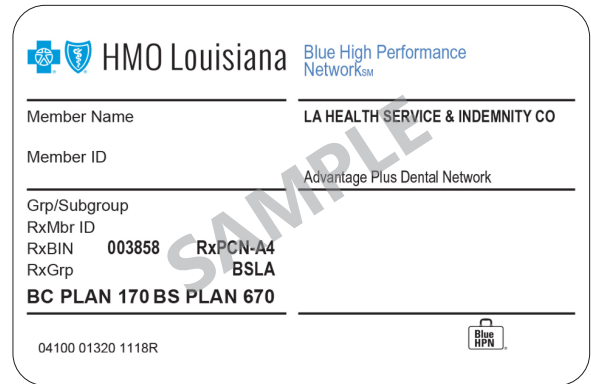 HMO Louisiana
Blue High Performance
NetworkSM
Member Name
LA HEALTH SERVICE & INDEMNITY CO
Member ID
Advantage Plus Dental Network
Grp/Subgroup
RxMbr ID
RxBIN 003858 RxPCN-A4
RxGrp BSLA
BC PLAN 170 BS PLAN 670
SAMPLE
04100 01320 1118R
Blue
HPN